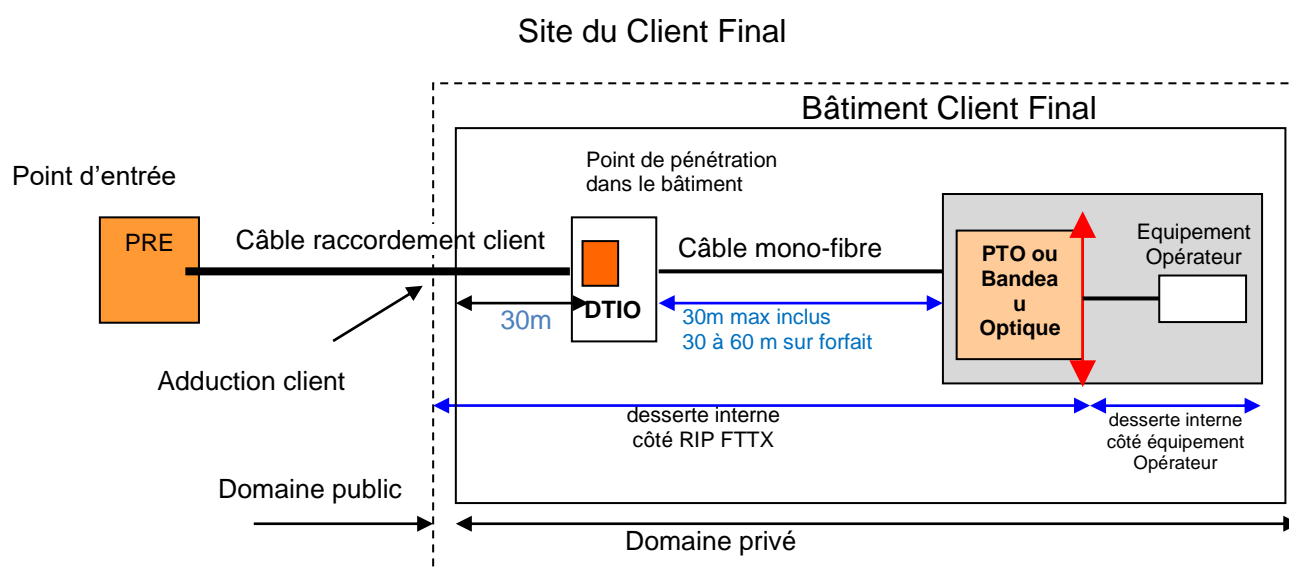 Site du Client Final
Bâtiment Client Final
Point de pénétration
dans le bâtiment
Point d’entrée
PRE
Câble raccordement client
Câble mono-fibre
PTO ou
Bandea
u
Optique
Equipement
Opérateur
30m
DTIO
30m max inclus
30 à 60 m sur forfait
Adduction client
desserte interne
côté RIP FTTX
desserte interne
côté équipement
Opérateur
Domaine public
Domaine privé